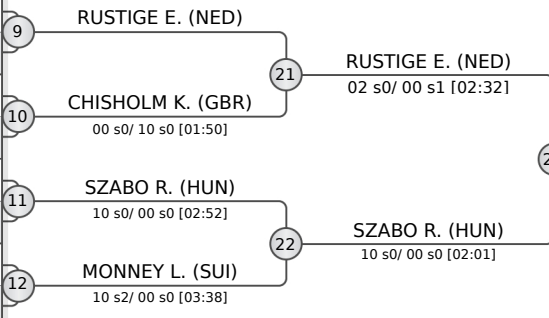 RUSTIGE E. (NED)
9
21
RUSTIGE E. (NED)
02 s0/ 00 s1 [02:32]
10
CHISHOLM K. (GBR)
00 s0/ 10 s0 [01:50]
11
SZABO R. (HUN)
10 s0/ 00 s0 [02:52]
22
SZABO R. (HUN)
10 s0/ 00 s0 [02:01]
12
MONNEY L. (SUI)
10 s2/ 00 s0 [03:38]